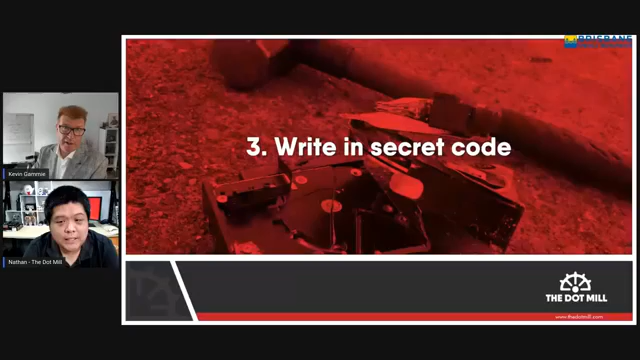 BRISBANE
3. Write in secret code
Kevin Gammie
Nathan - The Dot Mill
THE DOT MILL
www.thedotmill.com